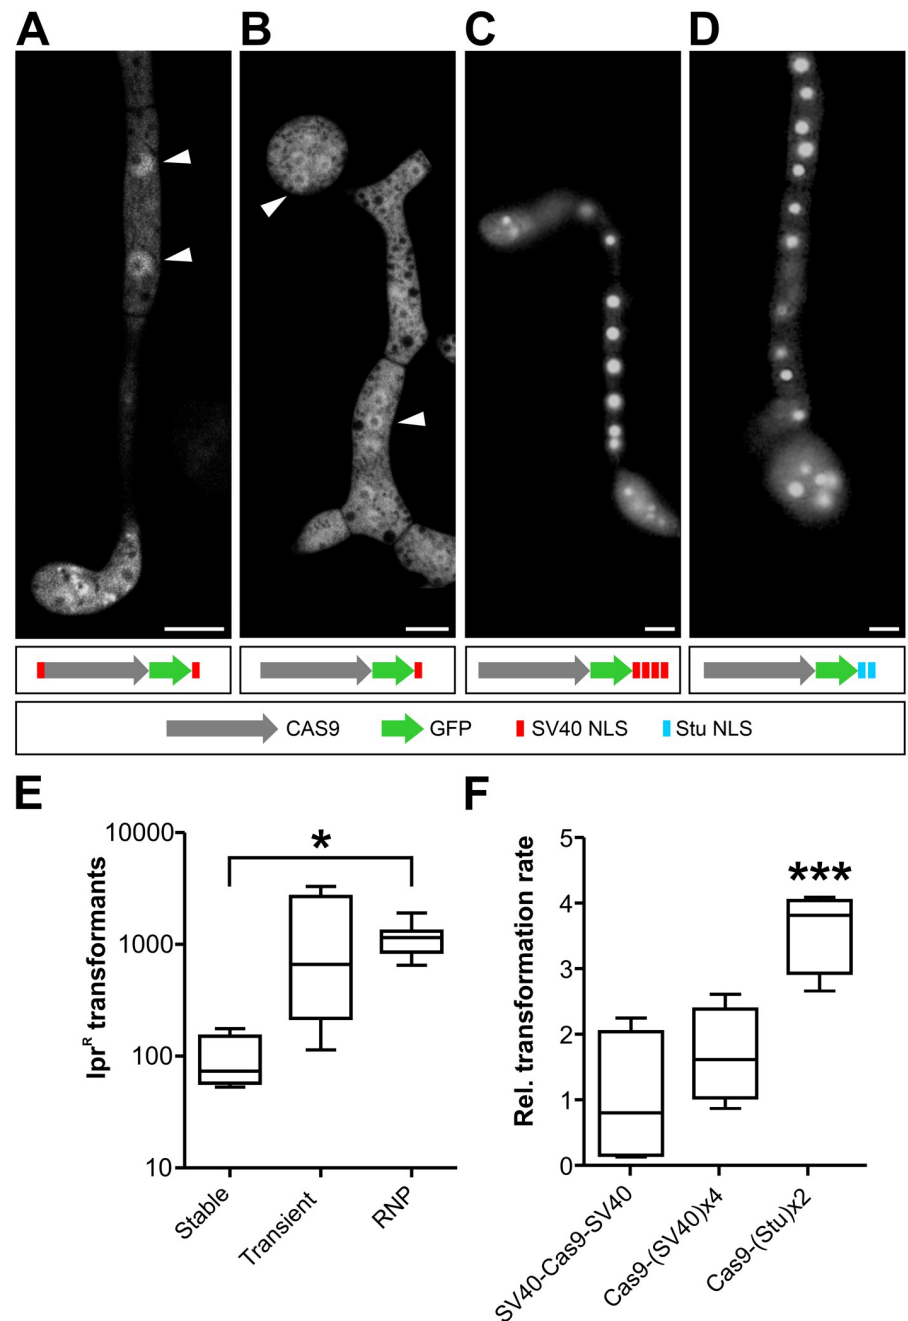 A B C D
CAS9 GFP SV40 NLS Stu NLS
E
10000
1000
100
10
Ipr^R transformants
*
Stable
Transient
RNP
F
5
4
3
2
1
0
Rel. transformation rate
***
SV40-Cas9-SV40
Cas9-(SV40)x4
Cas9-(Stu)x2